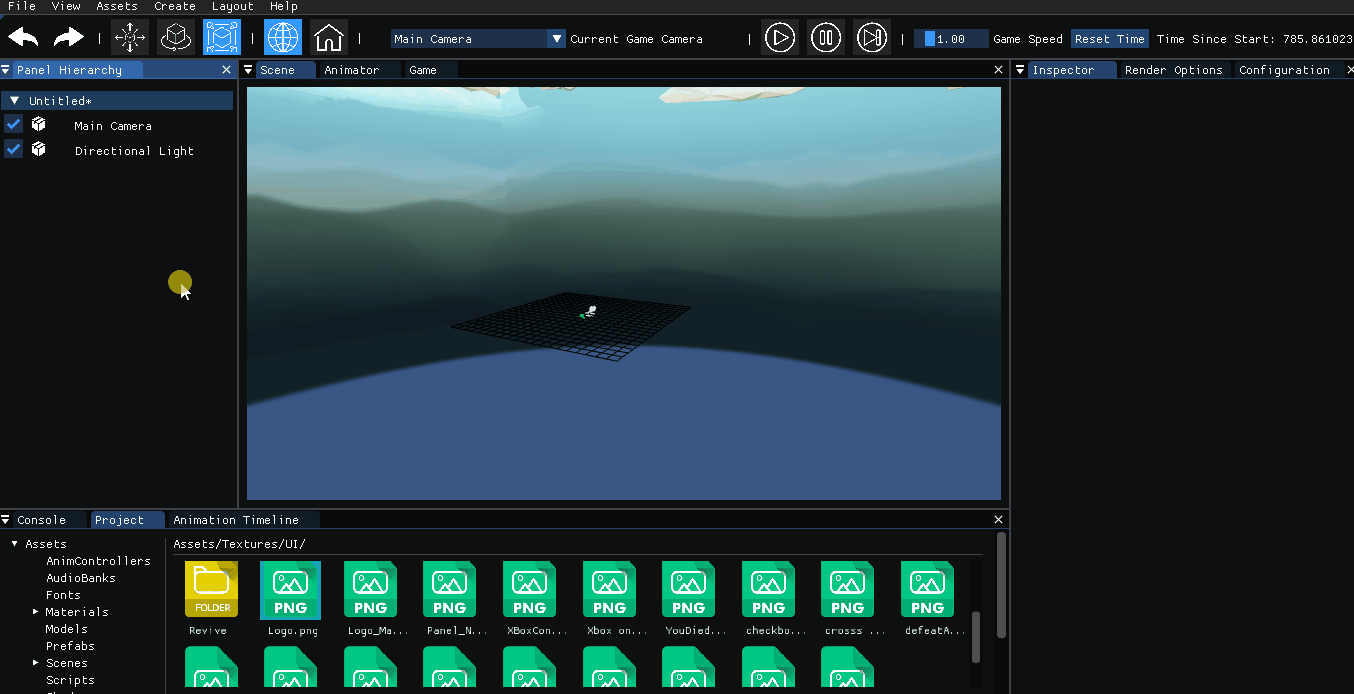 File View Assets Create Layout Help
Main Camera Current Game Camera 1.00 Game Speed Reset Time Time Since Start: 785.861023
Panel Hierarchy Scene Animator Game Inspector Render Options Configuration
Untitled*
Main Camera
Directional Light
Console Project Animation Timeline
Assets
Assets/Textures/UI/
AnimControllers
AudioBanks
Fonts
Materials
Models
Prefabs
Scenes
Scripts
FOLDER PNG PNG PNG PNG PNG PNG PNG PNG PNG
Revive Logo.png Logo_Ma... Panel_N... XBoxCon... Xbox on... YouDied... checkbo... crosss ... defeatA...